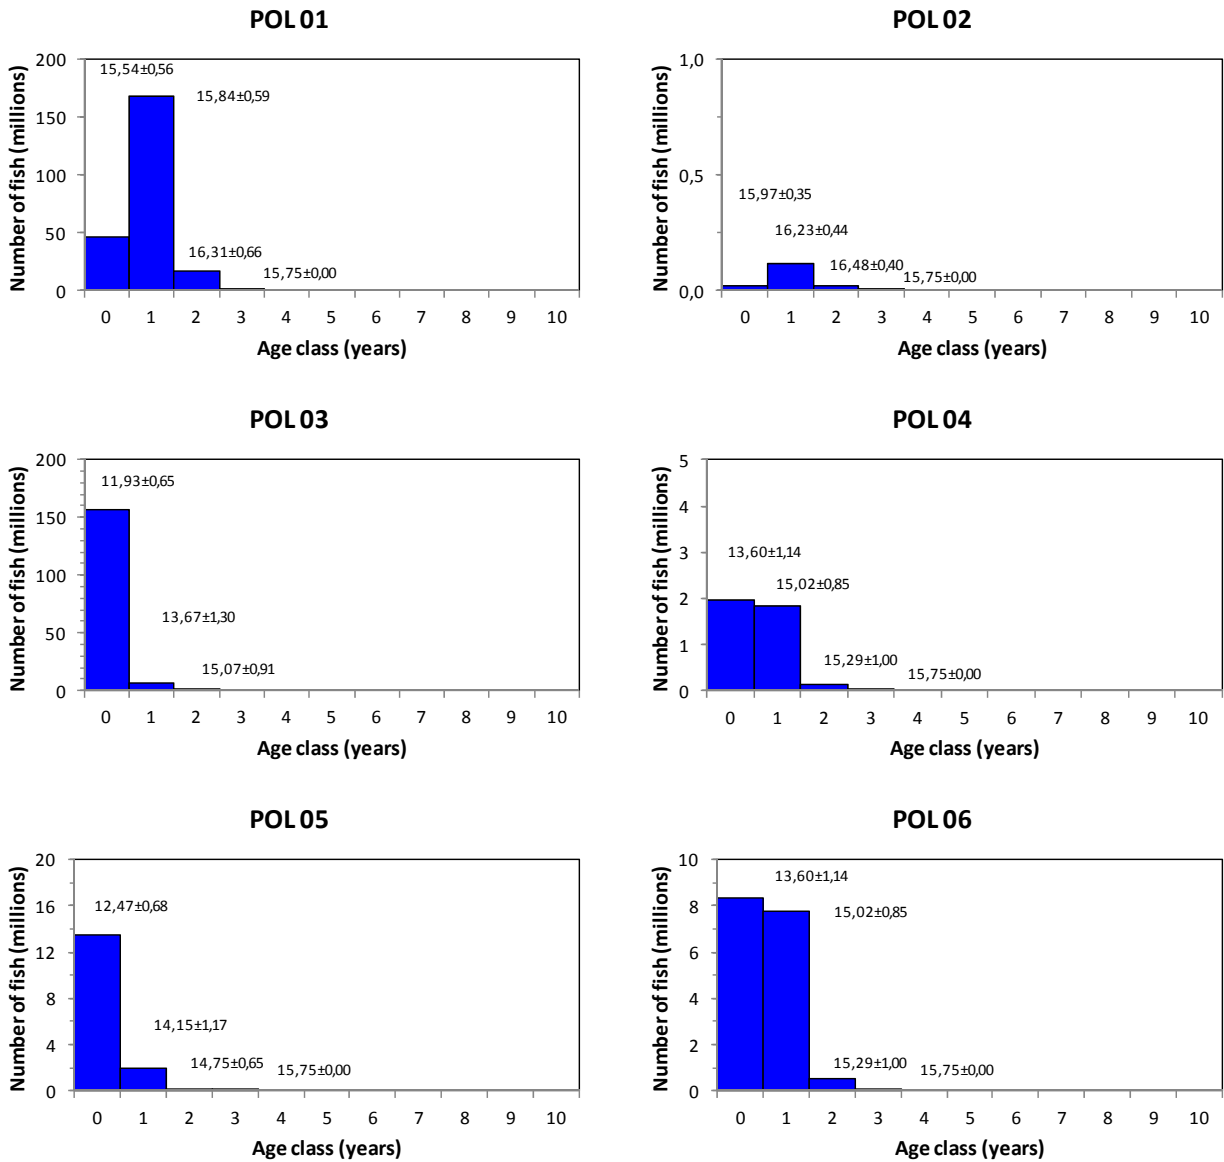 POL 01
Number of fish (millions)
200
150
100
50
0
15,54±0,56
15,84±0,59
16,31±0,66
15,75±0,00
0 1 2 3 4 5 6 7 8 9 10
Age class (years)
POL 02
Number of fish (millions)
1,0
0,5
0,0
15,97±0,35
16,23±0,44
16,48±0,40
15,75±0,00
0 1 2 3 4 5 6 7 8 9 10
Age class (years)
POL 03
Number of fish (millions)
200
150
100
50
0
11,93±0,65
13,67±1,30
15,07±0,91
0 1 2 3 4 5 6 7 8 9 10
Age class (years)
POL 04
Number of fish (millions)
5
4
3
2
1
0
13,60±1,14
15,02±0,85
15,29±1,00
15,75±0,00
0 1 2 3 4 5 6 7 8 9 10
Age class (years)
POL 05
Number of fish (millions)
20
16
12
8
4
0
12,47±0,68
14,15±1,17
14,75±0,65
15,75±0,00
0 1 2 3 4 5 6 7 8 9 10
Age class (years)
POL 06
Number of fish (millions)
10
8
6
4
2
0
13,60±1,14
15,02±0,85
15,29±1,00
15,75±0,00
0 1 2 3 4 5 6 7 8 9 10
Age class (years)